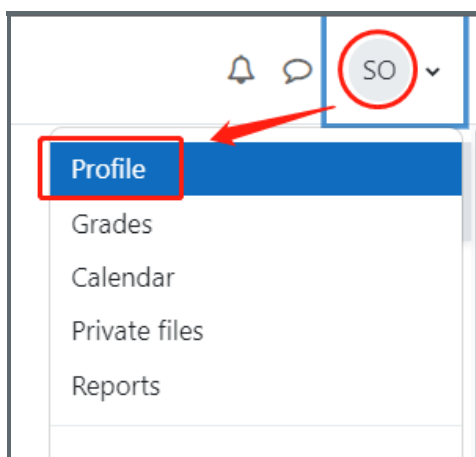 SO
Profile
Grades
Calendar
Private files
Reports